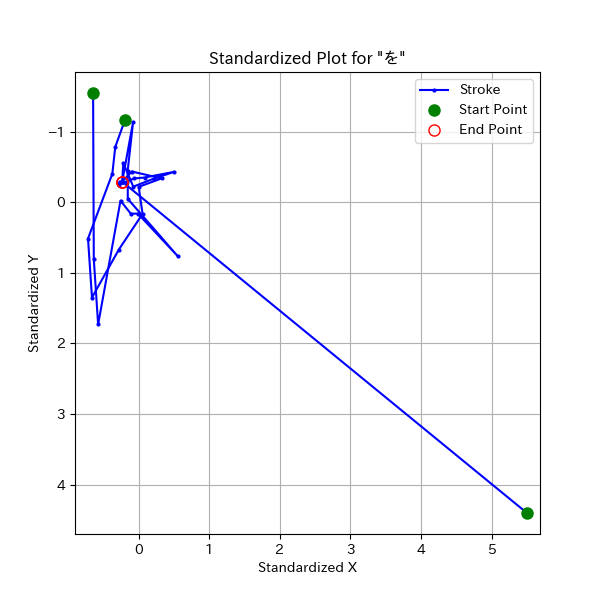 Standardized Plot for "を"
Stroke
Start Point
End Point
Standardized Y
−1
0
1
2
3
4
0 1 2 3 4 5
Standardized X